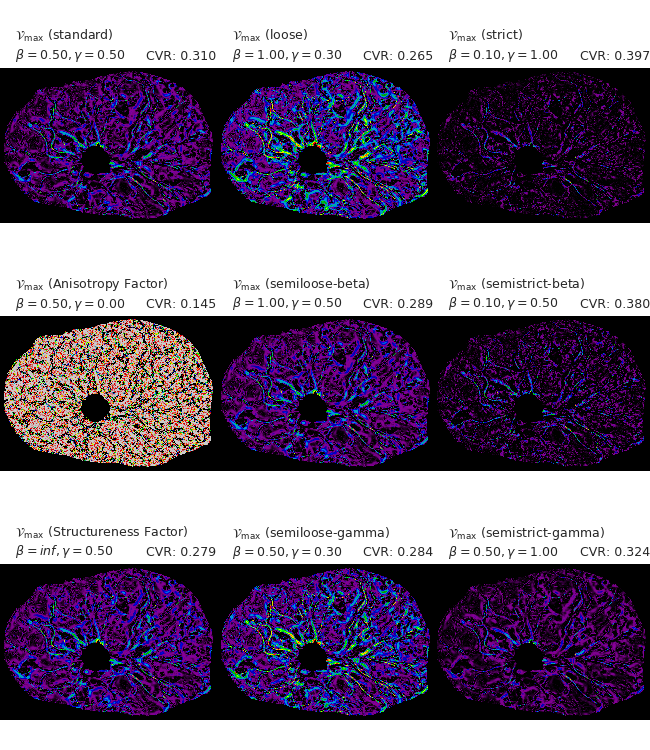 𝒱max (standard)
β = 0.50, γ = 0.50 CVR: 0.310
𝒱max (loose)
β = 1.00, γ = 0.30 CVR: 0.265
𝒱max (strict)
β = 0.10, γ = 1.00 CVR: 0.397
𝒱max (Anisotropy Factor)
β = 0.50, γ = 0.00 CVR: 0.145
𝒱max (semiloose-beta)
β = 1.00, γ = 0.50 CVR: 0.289
𝒱max (semistrict-beta)
β = 0.10, γ = 0.50 CVR: 0.380
𝒱max (Structureness Factor)
β = inf, γ = 0.50 CVR: 0.279
𝒱max (semiloose-gamma)
β = 0.50, γ = 0.30 CVR: 0.284
𝒱max (semistrict-gamma)
β = 0.50, γ = 1.00 CVR: 0.324